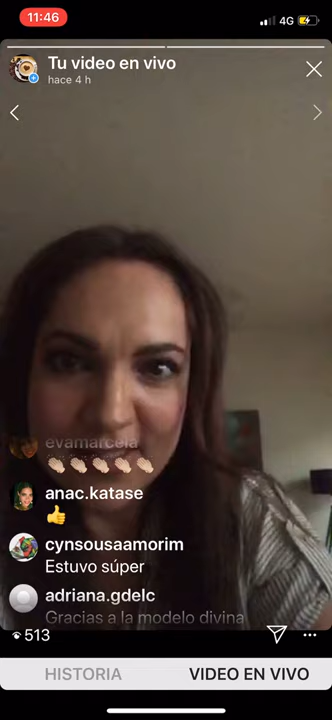 11:46
4G
Tu video en vivo
hace 4 h
evamarcela
👏🏻👏🏻👏🏻👏🏻👏🏻
anac.katase
👍
cynsousaamorim
Estuvo súper
adriana.gdelc
Gracias a la modelo divina
513
HISTORIA
VIDEO EN VIVO